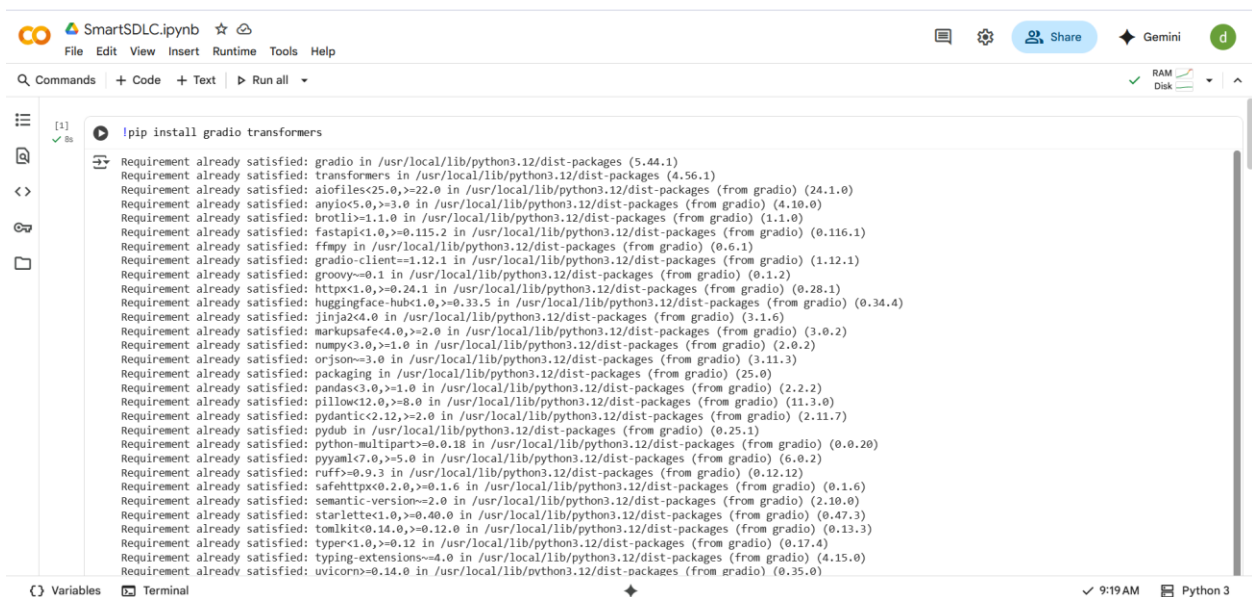 SmartSDLC.ipynb
File Edit View Insert Runtime Tools Help
Share
Gemini
d
Commands + Code + Text Run all
RAM
Disk
[1]
8s
!pip install gradio transformers
Requirement already satisfied: gradio in /usr/local/lib/python3.12/dist-packages (5.44.1)
Requirement already satisfied: transformers in /usr/local/lib/python3.12/dist-packages (4.56.1)
Requirement already satisfied: aiofiles<25.0,>=22.0 in /usr/local/lib/python3.12/dist-packages (from gradio) (24.1.0)
Requirement already satisfied: anyio<5.0,>=3.0 in /usr/local/lib/python3.12/dist-packages (from gradio) (4.10.0)
Requirement already satisfied: brotli>=1.1.0 in /usr/local/lib/python3.12/dist-packages (from gradio) (1.1.0)
Requirement already satisfied: fastapi<1.0,>=0.115.2 in /usr/local/lib/python3.12/dist-packages (from gradio) (0.116.1)
Requirement already satisfied: ffmpy in /usr/local/lib/python3.12/dist-packages (from gradio) (0.6.1)
Requirement already satisfied: gradio-client==1.12.1 in /usr/local/lib/python3.12/dist-packages (from gradio) (1.12.1)
Requirement already satisfied: groovy~=0.1 in /usr/local/lib/python3.12/dist-packages (from gradio) (0.1.2)
Requirement already satisfied: httpx<1.0,>=0.24.1 in /usr/local/lib/python3.12/dist-packages (from gradio) (0.28.1)
Requirement already satisfied: huggingface-hub<1.0,>=0.33.5 in /usr/local/lib/python3.12/dist-packages (from gradio) (0.34.4)
Requirement already satisfied: jinja2<4.0 in /usr/local/lib/python3.12/dist-packages (from gradio) (3.1.6)
Requirement already satisfied: markupsafe<4.0,>=2.0 in /usr/local/lib/python3.12/dist-packages (from gradio) (3.0.2)
Requirement already satisfied: numpy<3.0,>=1.0 in /usr/local/lib/python3.12/dist-packages (from gradio) (2.0.2)
Requirement already satisfied: orjson~=3.0 in /usr/local/lib/python3.12/dist-packages (from gradio) (3.11.3)
Requirement already satisfied: packaging in /usr/local/lib/python3.12/dist-packages (from gradio) (25.0)
Requirement already satisfied: pandas<3.0,>=1.0 in /usr/local/lib/python3.12/dist-packages (from gradio) (2.2.2)
Requirement already satisfied: pillow<12.0,>=8.0 in /usr/local/lib/python3.12/dist-packages (from gradio) (11.3.0)
Requirement already satisfied: pydantic<2.12,>=2.0 in /usr/local/lib/python3.12/dist-packages (from gradio) (2.11.7)
Requirement already satisfied: pydub in /usr/local/lib/python3.12/dist-packages (from gradio) (0.25.1)
Requirement already satisfied: python-multipart>=0.0.18 in /usr/local/lib/python3.12/dist-packages (from gradio) (0.0.20)
Requirement already satisfied: pyyaml<7.0,>=5.0 in /usr/local/lib/python3.12/dist-packages (from gradio) (6.0.2)
Requirement already satisfied: ruff>=0.9.3 in /usr/local/lib/python3.12/dist-packages (from gradio) (0.12.12)
Requirement already satisfied: safehttpx<0.2.0,>=0.1.6 in /usr/local/lib/python3.12/dist-packages (from gradio) (0.1.6)
Requirement already satisfied: semantic-version~=2.0 in /usr/local/lib/python3.12/dist-packages (from gradio) (2.10.0)
Requirement already satisfied: starlette<1.0,>=0.40.0 in /usr/local/lib/python3.12/dist-packages (from gradio) (0.47.3)
Requirement already satisfied: tomlkit<0.14.0,>=0.12.0 in /usr/local/lib/python3.12/dist-packages (from gradio) (0.13.3)
Requirement already satisfied: typer<1.0,>=0.12 in /usr/local/lib/python3.12/dist-packages (from gradio) (0.17.4)
Requirement already satisfied: typing-extensions~=4.0 in /usr/local/lib/python3.12/dist-packages (from gradio) (4.15.0)
Requirement already satisfied: uvicorn>=0.14.0 in /usr/local/lib/python3.12/dist-packages (from gradio) (0.35.0)
Variables Terminal 9:19 AM Python 3